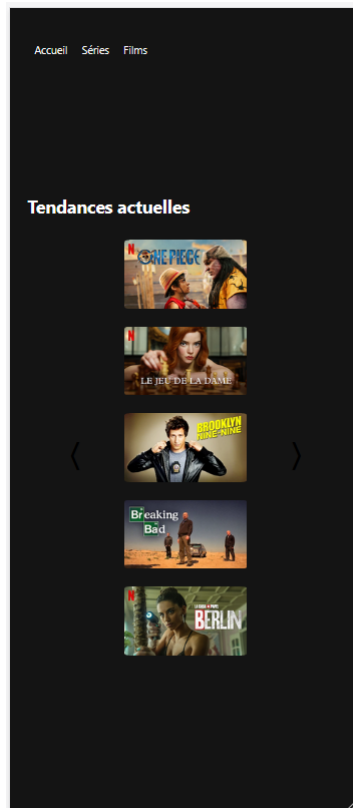 Accueil Séries Films
Tendances actuelles
N
ONE PIECE
N
LE JEU DE LA DAME
BROOKLYN
NINE-NINE
Breaking
Bad
N
BERLIN